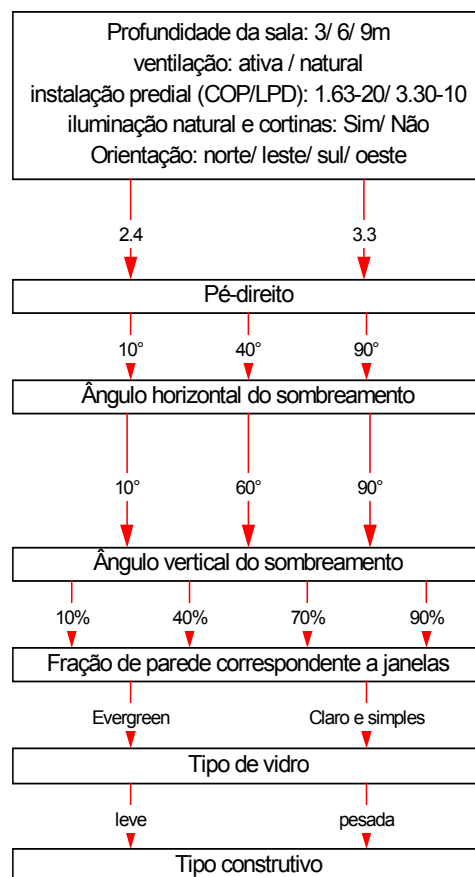 Profundidade da sala: 3/ 6/ 9m
ventilação: ativa / natural
instalação predial (COP/LPD): 1.63-20/ 3.30-10
iluminação natural e cortinas: Sim/ Não
Orientação: norte/ leste/ sul/ oeste
2.4 3.3
Pé-direito
10° 40° 90°
Ângulo horizontal do sombreamento
10° 60° 90°
Ângulo vertical do sombreamento
10% 40% 70% 90%
Fração de parede correspondente a janelas
Evergreen Claro e simples
Tipo de vidro
leve pesada
Tipo construtivo